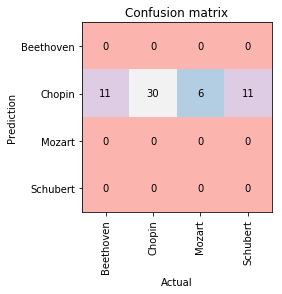 Confusion matrix
Prediction
Beethoven 0 0 0 0
Chopin 11 30 6 11
Mozart 0 0 0 0
Schubert 0 0 0 0
Beethoven Chopin Mozart Schubert
Actual